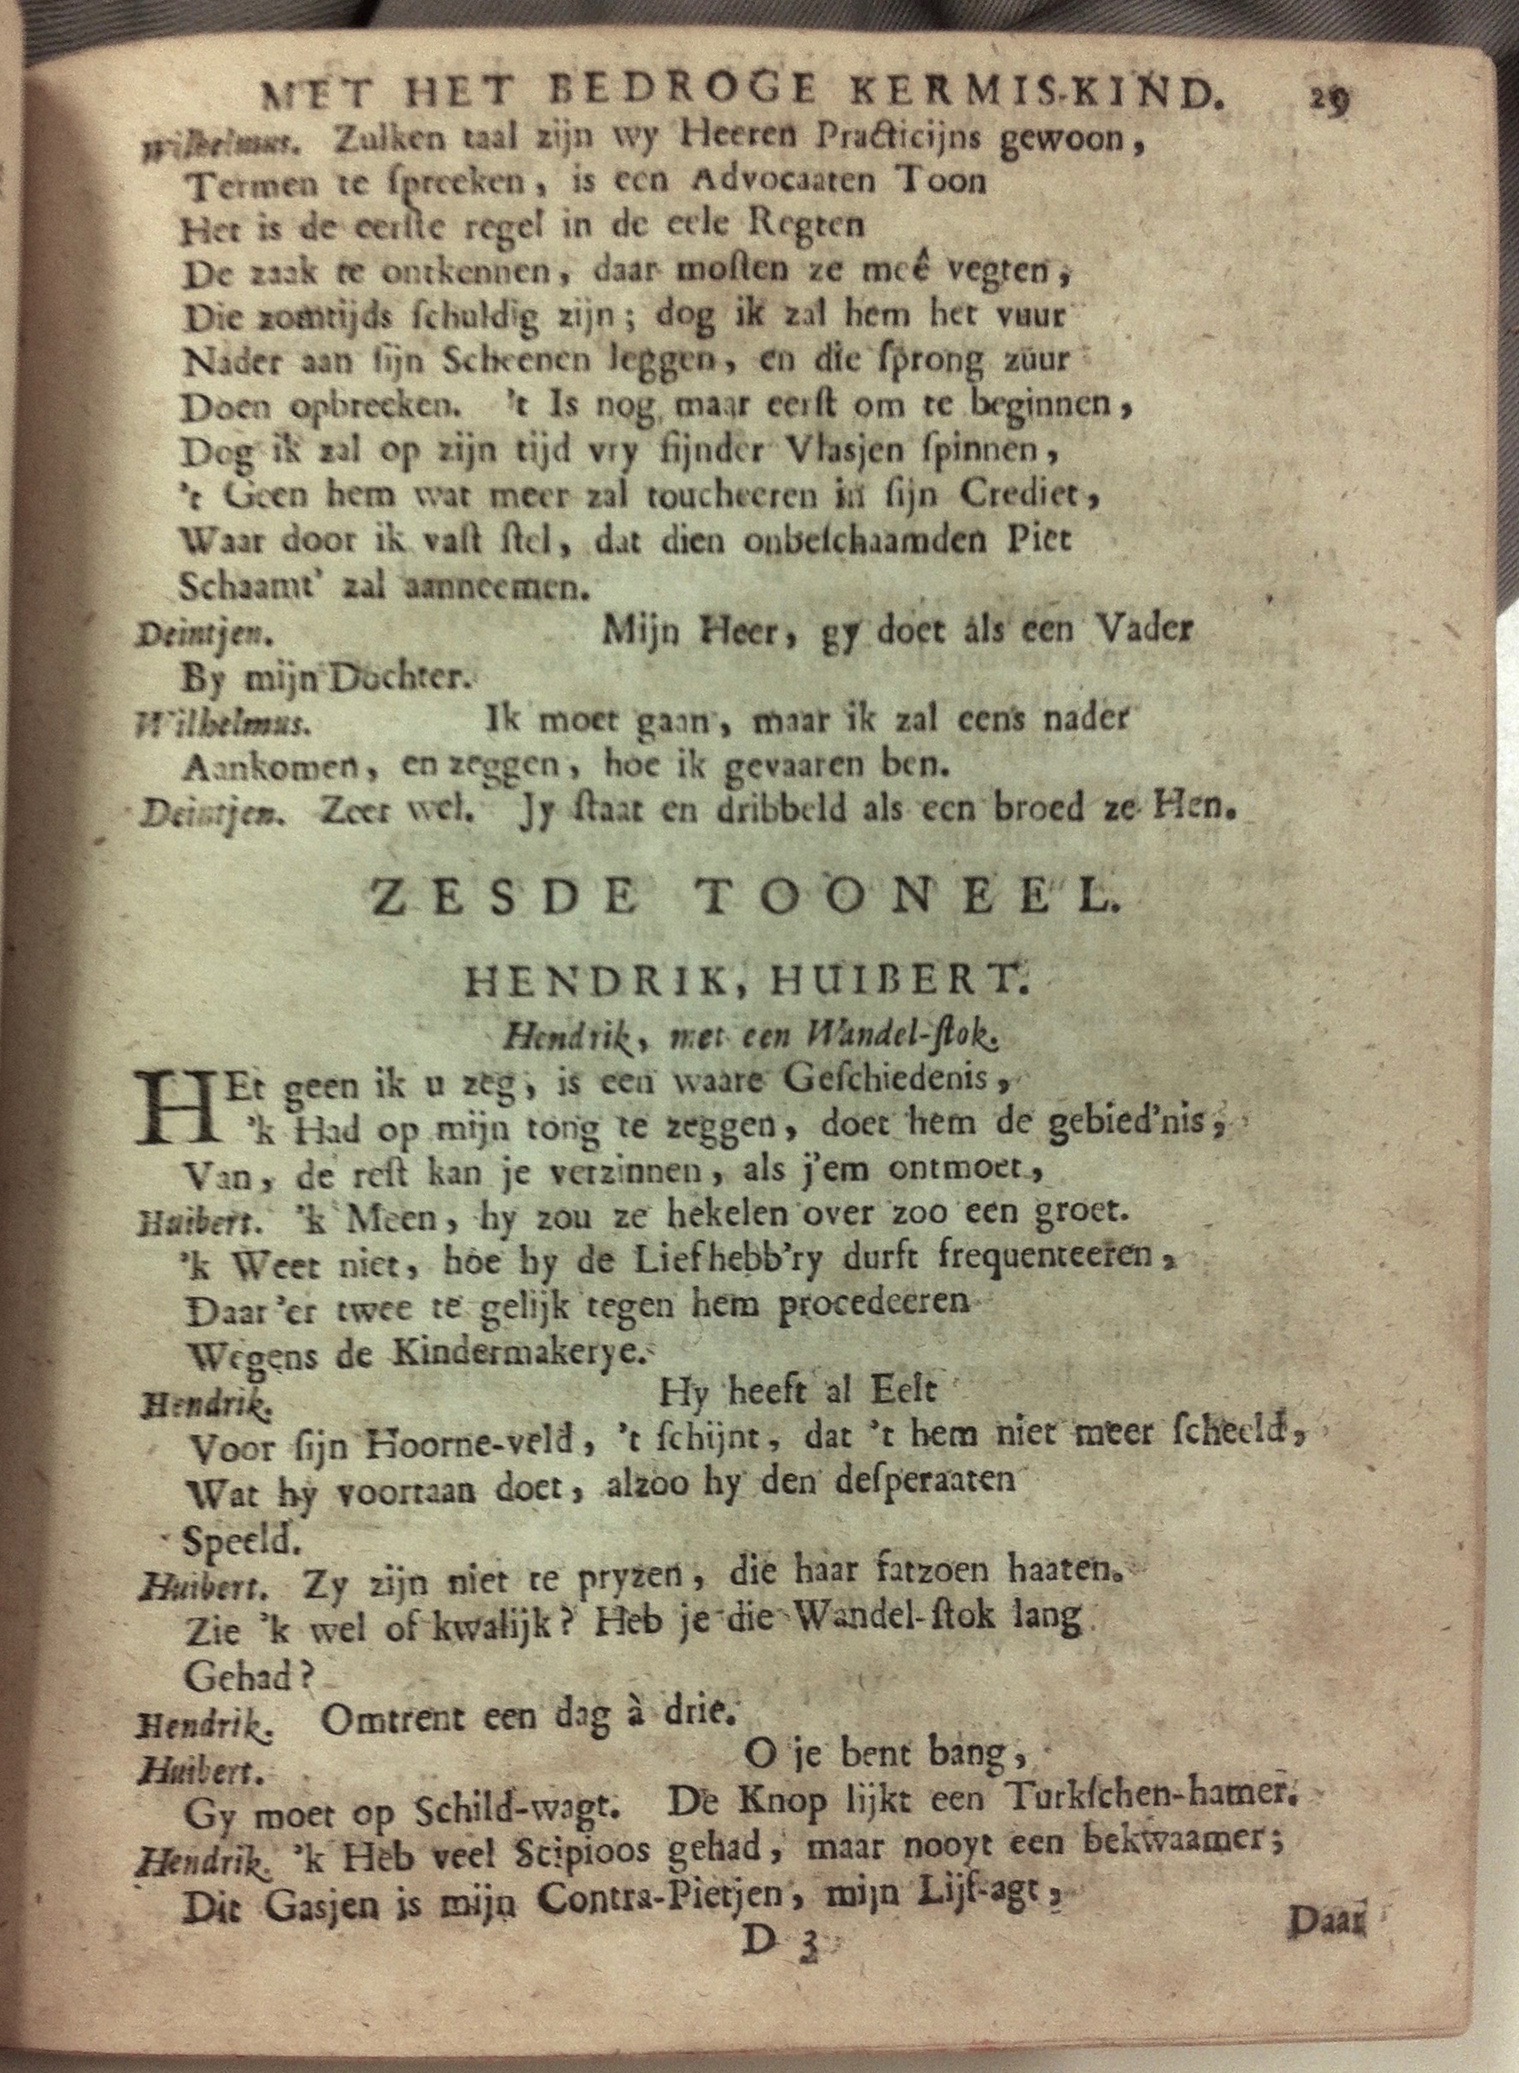 MET HET BEDROGE KERMIS-KIND. 29
Wilhelmus. Zulken taal zijn wy Heeren Practicijns gewoon,
Termen te ſpreeken, is een Advocaaten Toon
Het is de eerſte regel in de eele Regten
De zaak te ontkennen, daar moſten ze meê vegten,
Die zomtijds ſchuldig zijn; dog ik zal hem het vuur
Nader aan ſijn Scheenen leggen, en die ſprong zuur
Doen opbreeken. 't Is nog maar eerſt om te beginnen,
Dog ik zal op zijn tijd vry fijnder Vlasjen ſpinnen,
't Geen hem wat meer zal toucheeren in ſijn Crediet,
Waar door ik vaſt ſtel, dat dien onbeſchaamden Piet
Schaamt' zal aanneemen.
Deintjen. Mijn Heer, gy doet als een Vader
By mijn Dochter.
Wilhelmus. Ik moet gaan, maar ik zal eens nader
Aankomen, en zeggen, hoe ik gevaaren ben.
Deintjen. Zeer wel. Jy ſtaat en dribbeld als een broed ze Hen.
ZESDE TOONEEL.
HENDRIK, HUIBERT.
Hendrik, met een Wandel-ſtok.
HEt geen ik u zeg, is een waare Geſchiedenis,
'k Had op mijn tong te zeggen, doet hem de gebied'nis,
Van, de reſt kan je verzinnen, als j'em ontmoet,
Huibert. 'k Meen, hy zou ze hekelen over zoo een groet.
'k Weet niet, hoe hy de Liefhebb'ry durft frequenteeren,
Daar 'er twee te gelijk tegen hem procedeeren
Wegens de Kindermakerye.
Hendrik. Hy heeft al Eelt
Voor ſijn Hoorne-veld, 't ſchijnt, dat 't hem niet meer ſcheeld,
Wat hy voortaan doet, alzoo hy den deſperaaten
Speeld.
Huibert. Zy zijn niet te pryzen, die haar fatzoen haaten.
Zie 'k wel of kwalijk? Heb je die Wandel-ſtok lang
Gehad?
Hendrik. Omtrent een dag à drie.
Huibert. O je bent bang,
Gy moet op Schild-wagt. De Knop lijkt een Turkſchen-hamer.
Hendrik. 'k Heb veel Scipioos gehad, maar nooyt een bekwaamer;
Dit Gasjen is mijn Contra-Pietjen, mijn Lijf-agt,
D 3 Daar